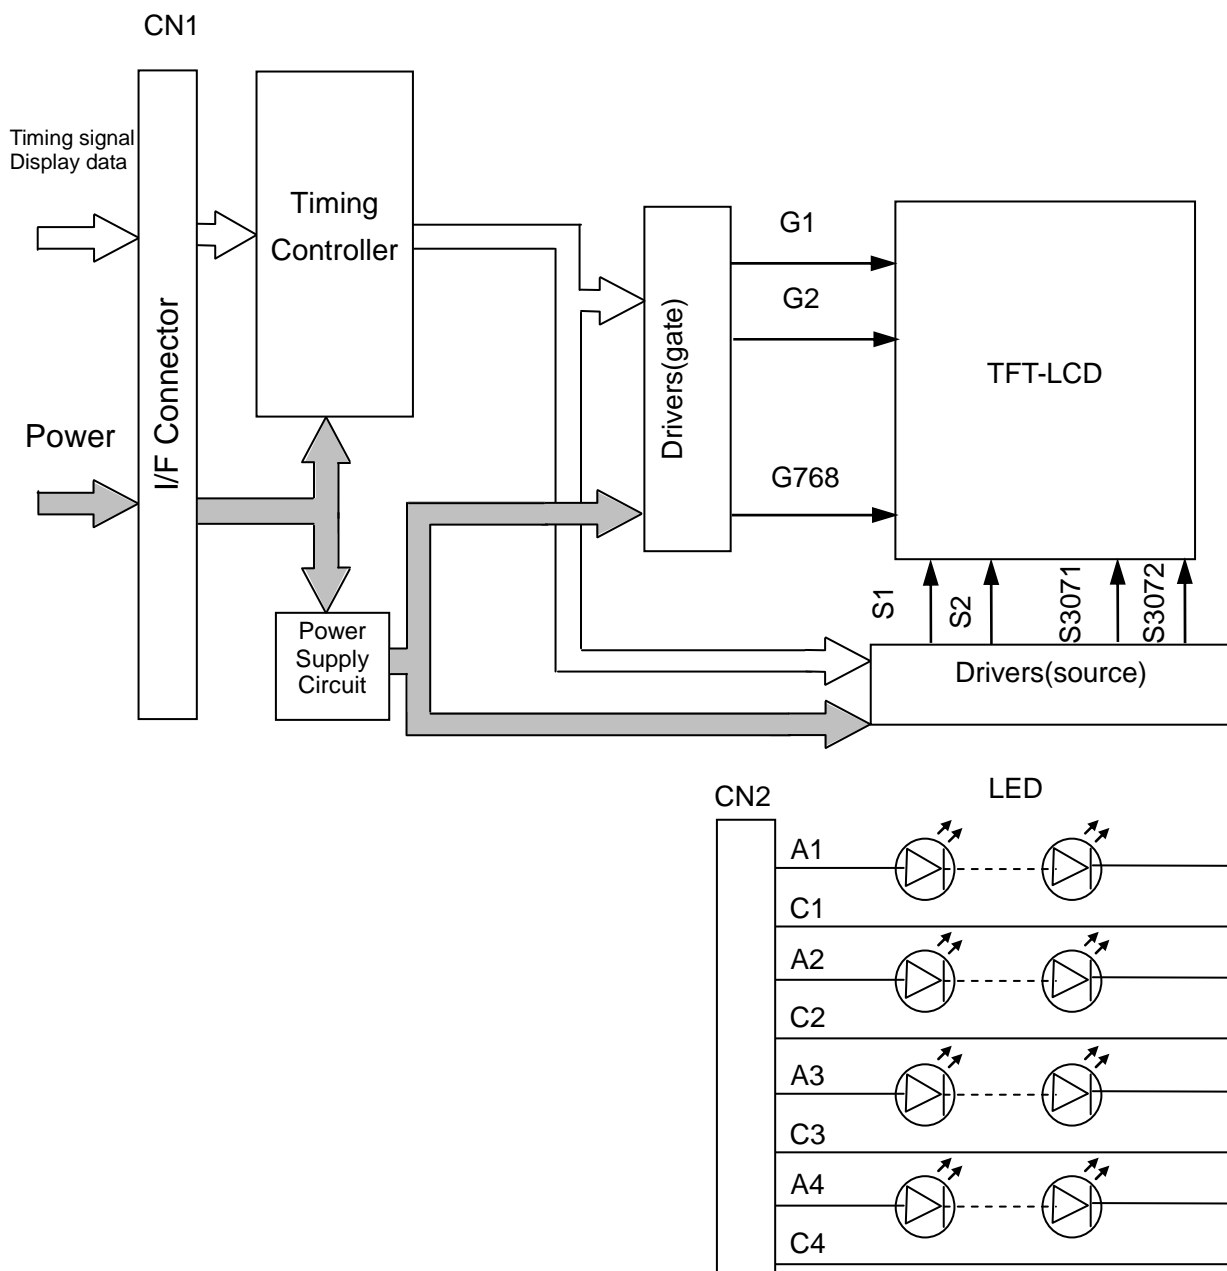 CN1
Timing signal
Display data
Timing
Controller
I/F Connector
Power
Power
Supply
Circuit
Drivers(gate)
G1
G2
G768
TFT-LCD
S1
S2
S3071
S3072
Drivers(source)
CN2
LED
A1
C1
A2
C2
A3
C3
A4
C4